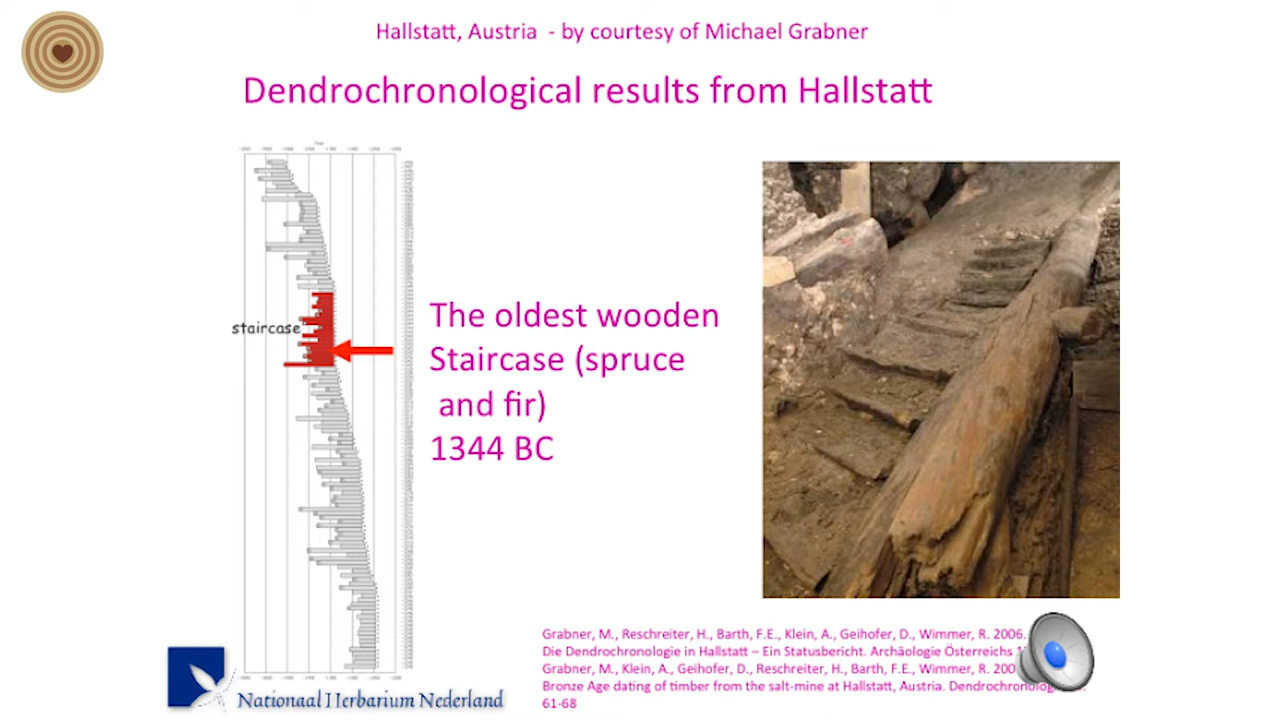 Hallstatt, Austria - by courtesy of Michael Grabner
Dendrochronological results from Hallstatt
staircase
The oldest wooden
Staircase (spruce
and fir)
1344 BC
Grabner, M., Reschreiter, H., Barth, F.E., Klein, A., Geihofer, D., Wimmer, R. 2006.
Die Dendrochronologie in Hallstatt – Ein Statusbericht. Archäologie Österreichs
Grabner, M., Klein, A., Geihofer, D., Reschreiter, H., Barth, F.E., Wimmer, R.
Bronze Age dating of timber from the salt-mine at Hallstatt, Austria.
61-68
Nationaal Herbarium Nederland